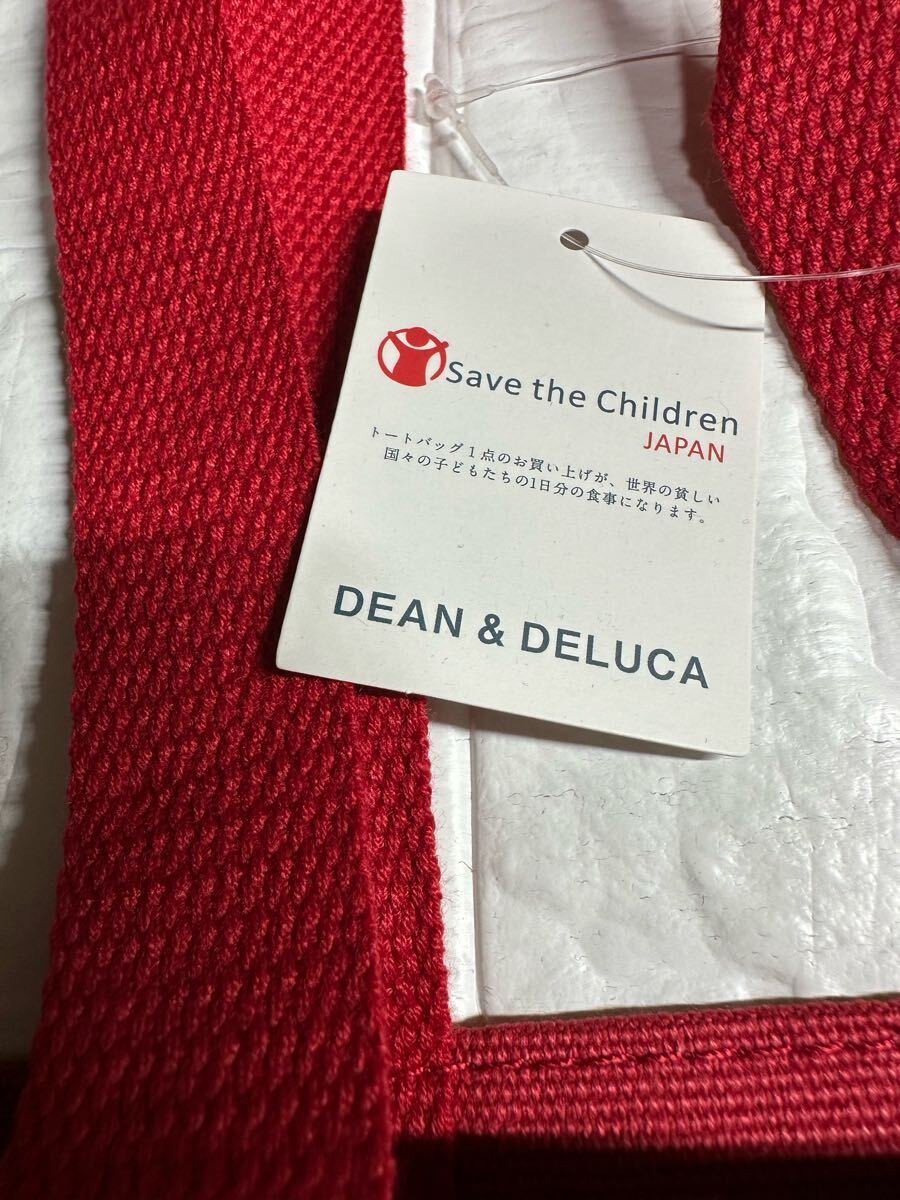 Save the Children
JAPAN
トートバッグ1点のお買い上げが、世界の貧しい
国々の子どもたちの1日分の食事になります。
DEAN & DELUCA